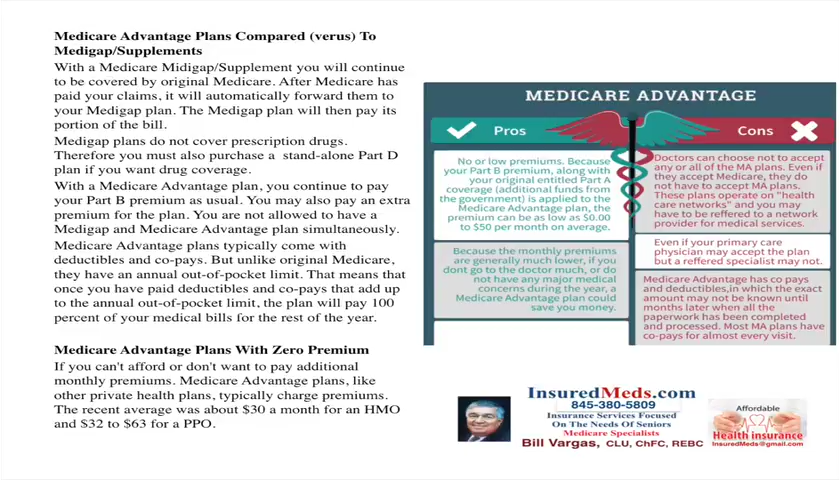 Medicare Advantage Plans Compared (verus) To
Medigap/Supplements
With a Medicare Midigap/Supplement you will continue
to be covered by original Medicare. After Medicare has
paid your claims, it will automatically forward them to
your Medigap plan. The Medigap plan will then pay its
portion of the bill.
Medigap plans do not cover prescription drugs.
Therefore you must also purchase a stand-alone Part D
plan if you want drug coverage.
With a Medicare Advantage plan, you continue to pay
your Part B premium as usual. You may also pay an extra
premium for the plan. You are not allowed to have a
Medigap and Medicare Advantage plan simultaneously.
Medicare Advantage plans typically come with
deductibles and co-pays. But unlike original Medicare,
they have an annual out-of-pocket limit. That means that
once you have paid deductibles and co-pays that add up
to the annual out-of-pocket limit, the plan will pay 100
percent of your medical bills for the rest of the year.
Medicare Advantage Plans With Zero Premium
If you can't afford or don't want to pay additional
monthly premiums. Medicare Advantage plans, like
other private health plans, typically charge premiums.
The recent average was about $30 a month for an HMO
and $32 to $63 for a PPO.
MEDICARE ADVANTAGE
Pros
No or low premiums. Because
your Part B premium, along with
your original entitled Part A
coverage (additional funds from
the government) is applied to the
Medicare Advantage plan, the
premium can be as low as $0.00
to $50 per month on average.
Because the monthly premiums
are generally much lower, if you
dont go to the doctor much, or do
not have any major medical
concerns during the year, a
Medicare Advantage plan could
save you money.
Cons
Doctors can choose not to accept
any or all of the MA plans. Even if
they accept Medicare, they do
not have to accept MA plans.
These plans operate on "health
care networks" and you may
have to be reffered to a network
provider for medical services.
Even if your primary care
physician may accept the plan
but a reffered specialist may not.
Medicare Advantage has co pays
and deductibles,in which the exact
amount may not be known until
months later when all the
paperwork has been completed
and processed. Most MA plans have
co-pays for almost every visit.
InsuredMeds.com
845-380-5809
Insurance Services Focused
On The Needs Of Seniors
Medicare Specialists
Bill Vargas, CLU, ChFC, REBC
Affordable
Health insurance
InsuredMeds@gmail.com